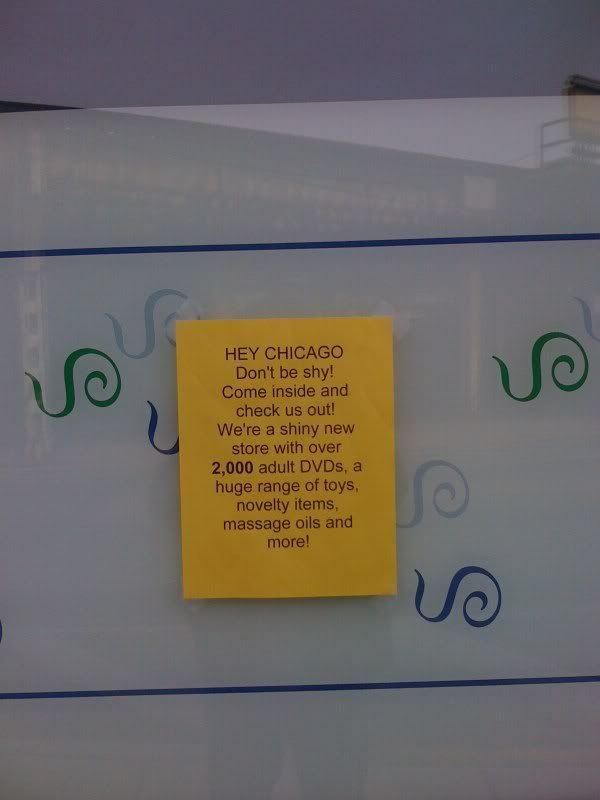 HEY CHICAGO
Don't be shy!
Come inside and
check us out!
We're a shiny new
store with over
2,000 adult DVDs, a
huge range of toys,
novelty items,
massage oils and
more!